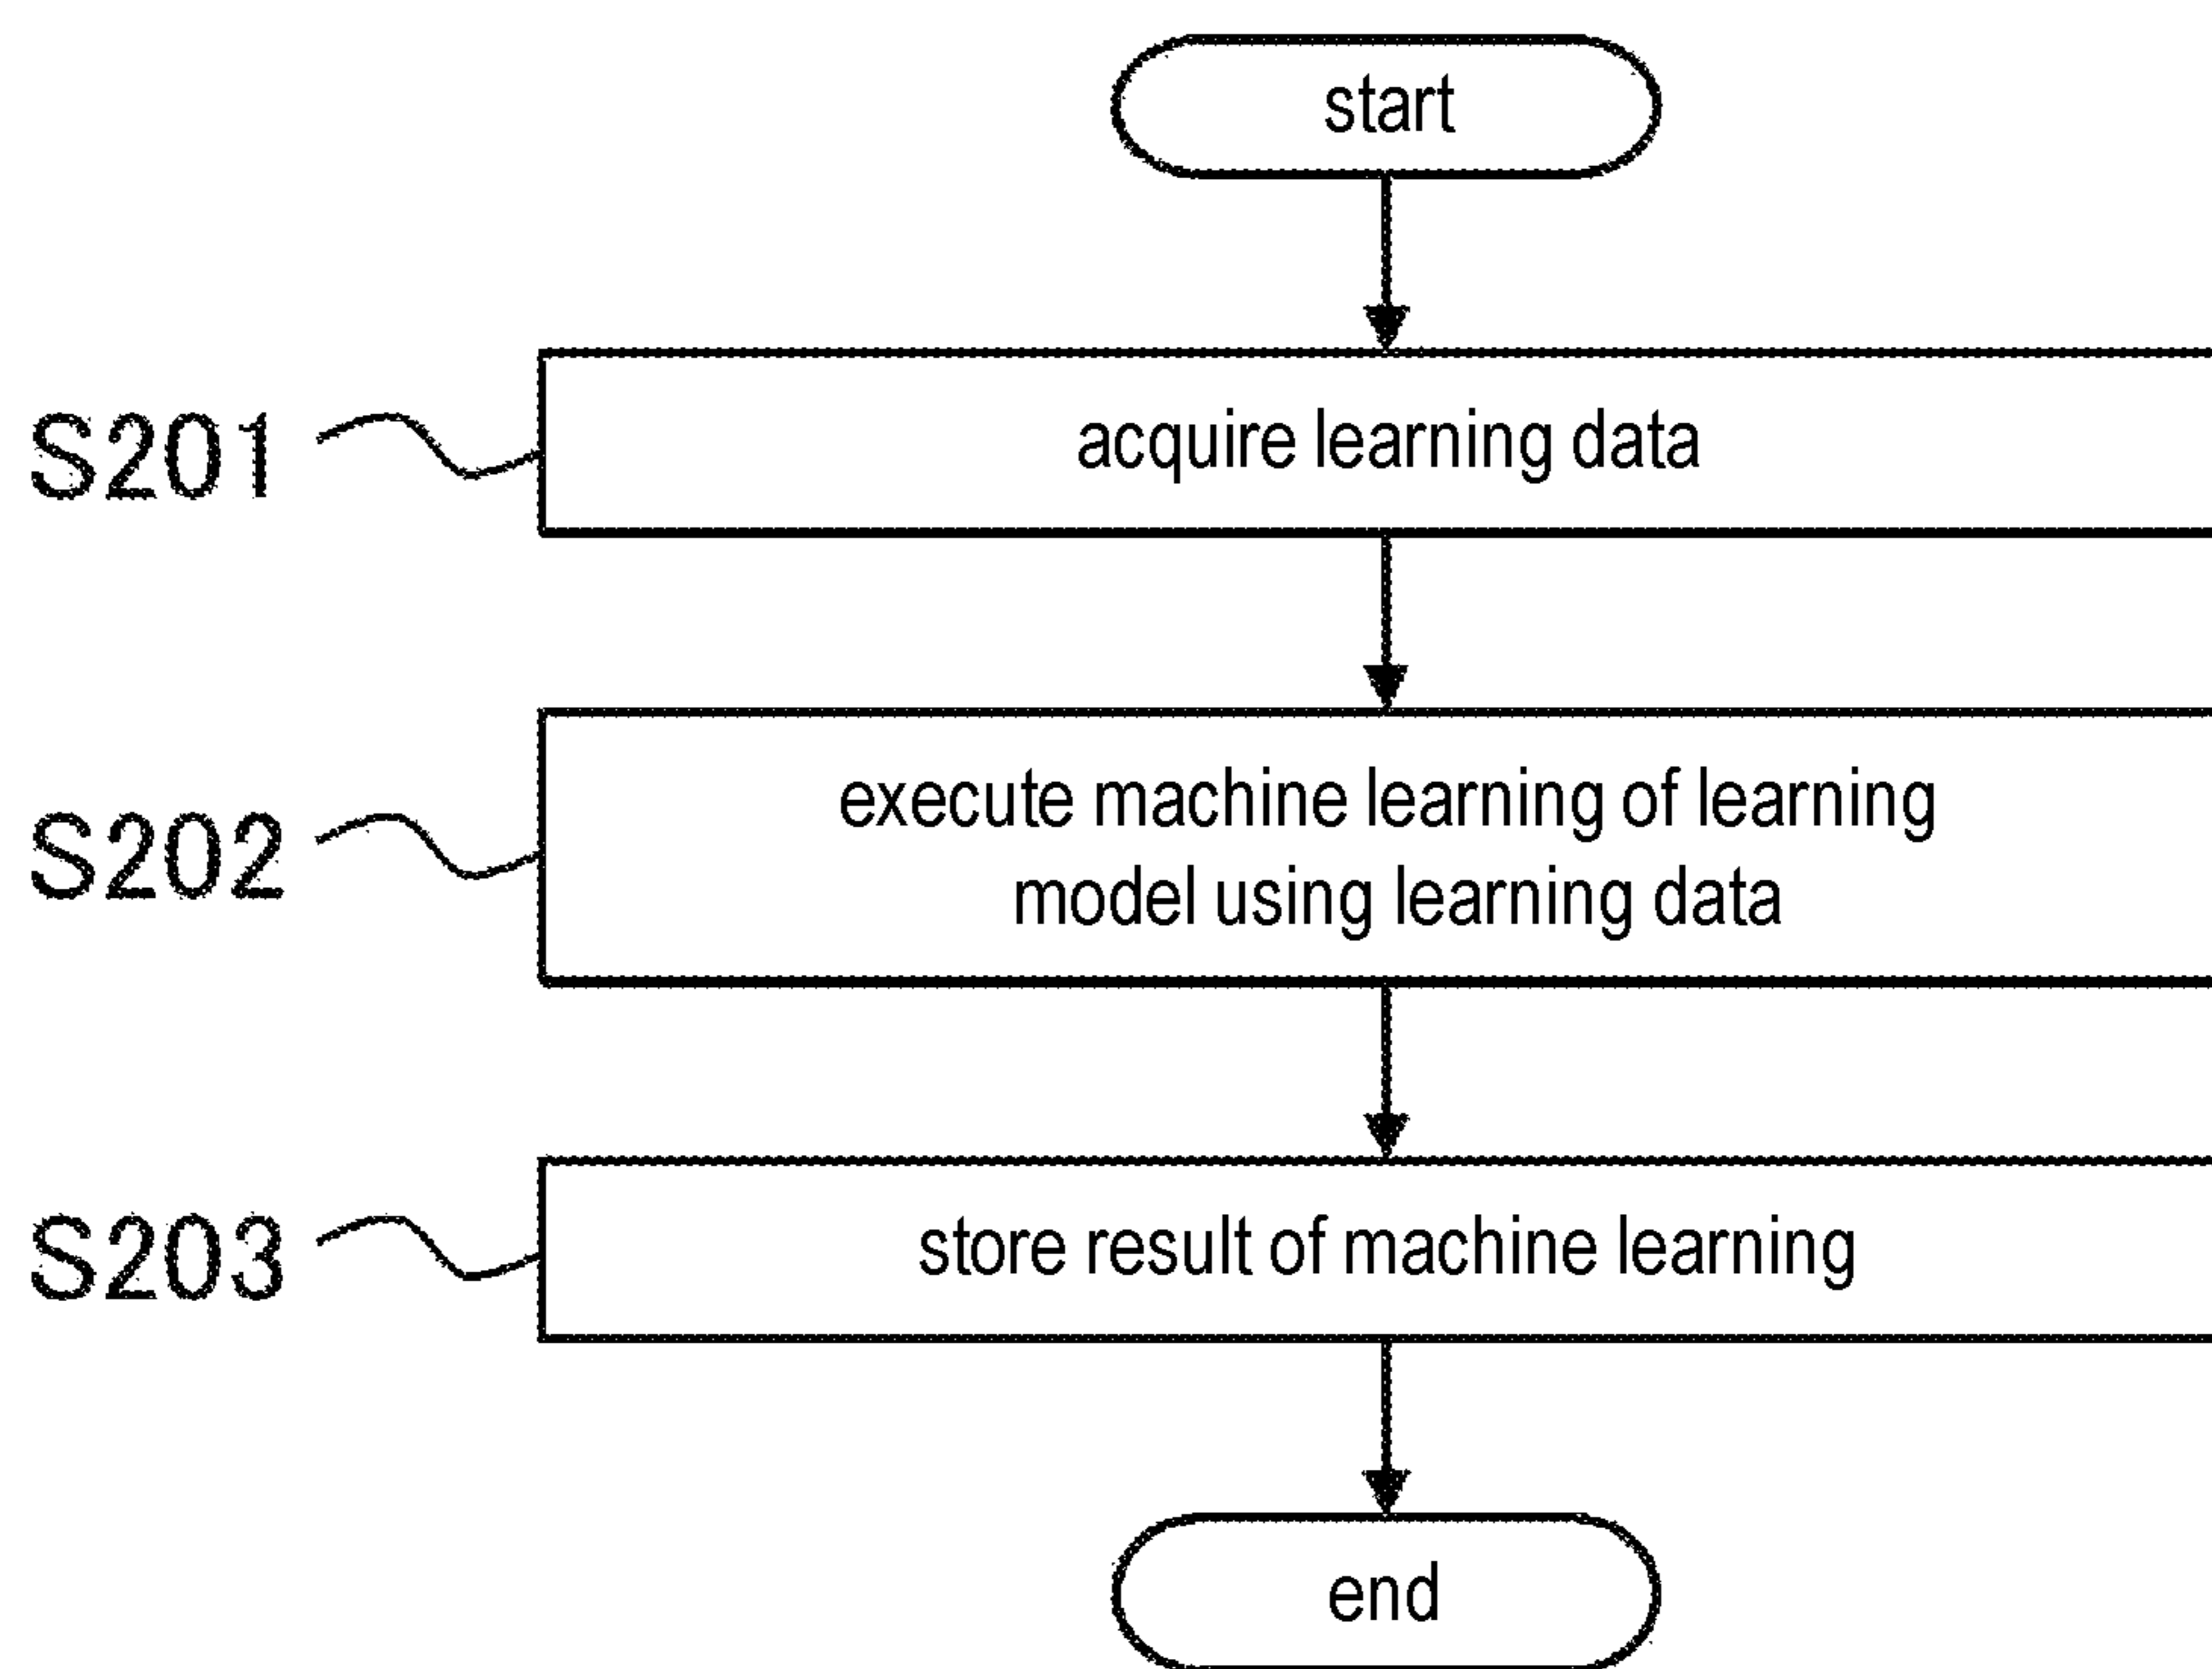 start
S201
acquire learning data
S202
execute machine learning of learning
model using learning data
S203
store result of machine learning
end